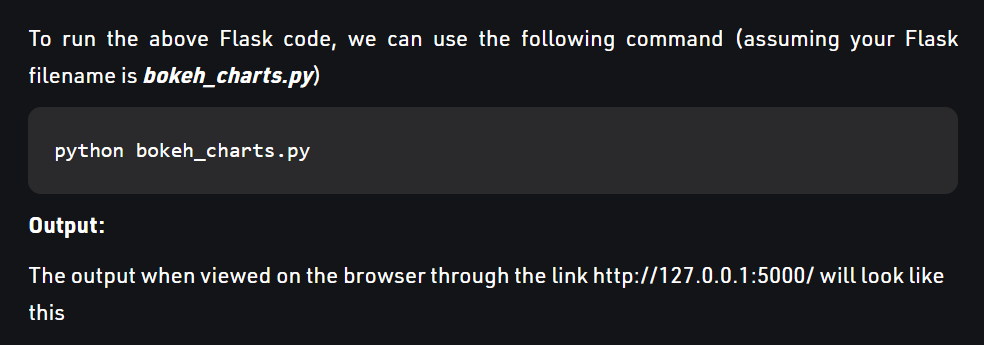 To run the above Flask code, we can use the following command (assuming your Flask
filename is bokeh_charts.py)
python bokeh_charts.py
Output:
The output when viewed on the browser through the link http://127.0.0.1:5000/ will look like
this